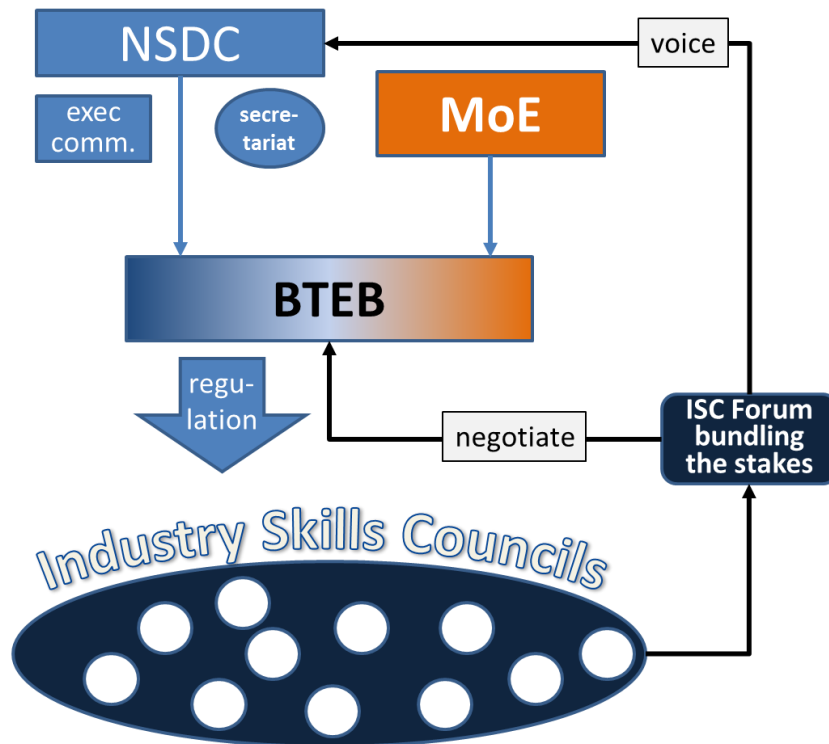 NSDC
voice
exec
comm.
secre-
tariat
MoE
BTEB
regu-
lation
negotiate
ISC Forum
bundling
the stakes
Industry Skills Councils